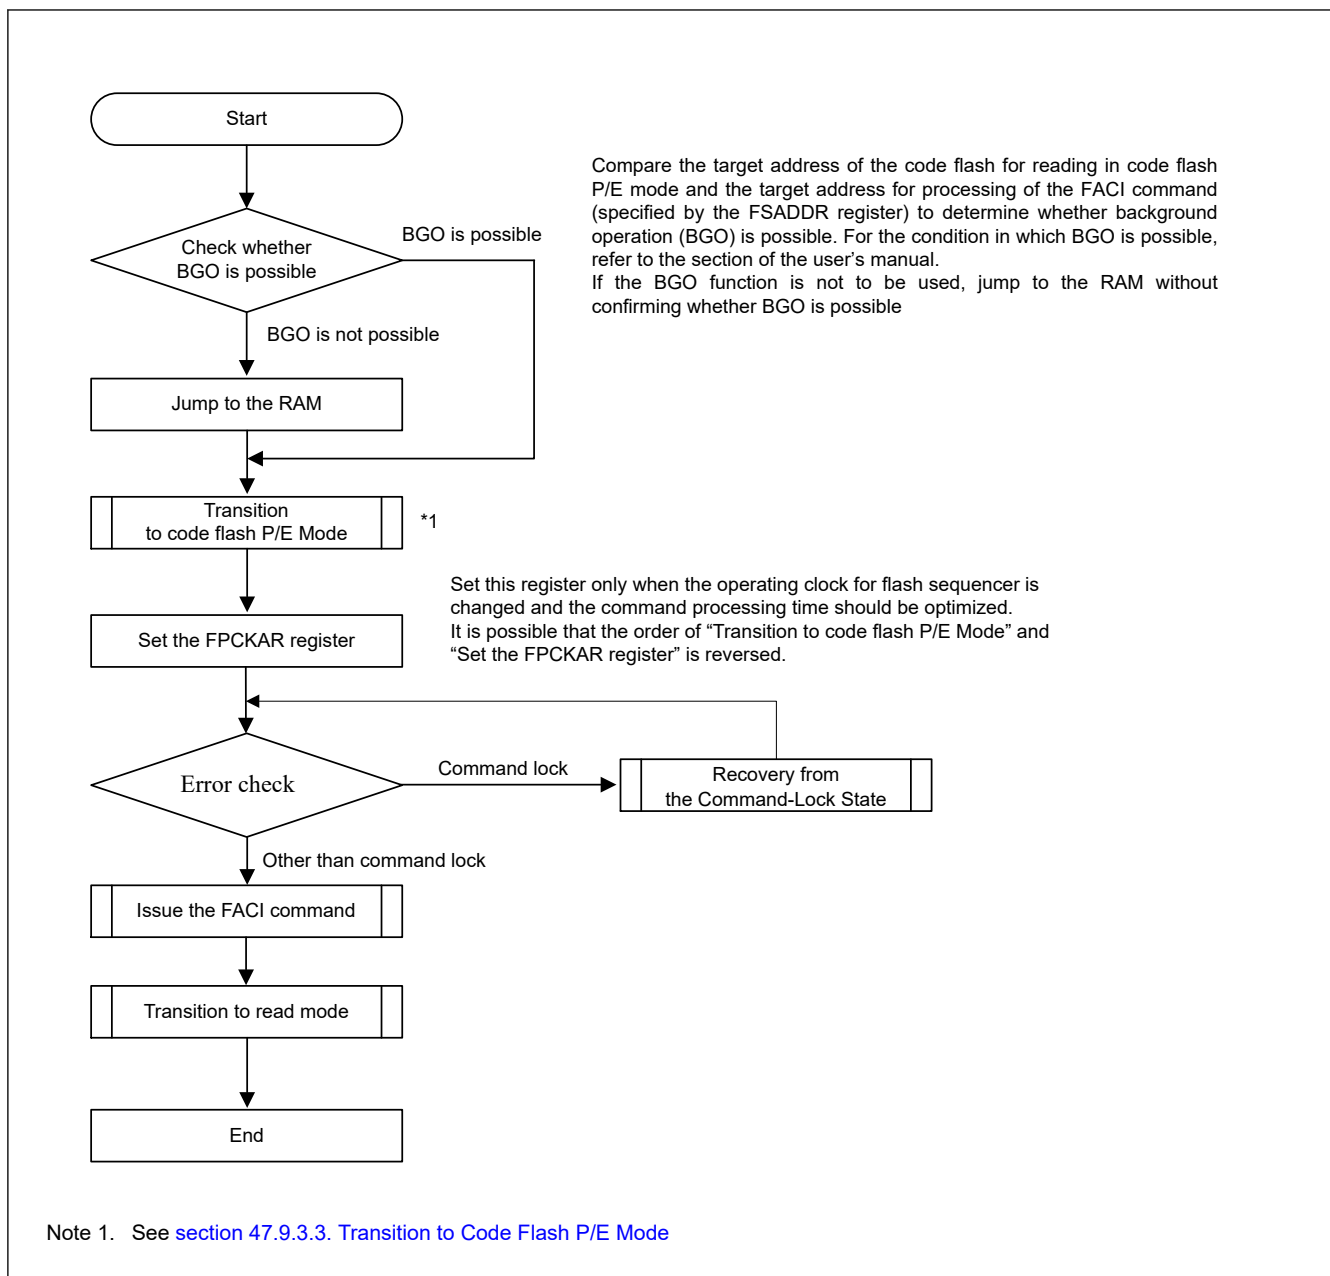 Start
Compare the target address of the code flash for reading in code flash
P/E mode and the target address for processing of the FACI command
(specified by the FSADDR register) to determine whether background
operation (BGO) is possible. For the condition in which BGO is possible,
refer to the section of the user’s manual.
If the BGO function is not to be used, jump to the RAM without
confirming whether BGO is possible
Check whether
BGO is possible
BGO is possible
BGO is not possible
Jump to the RAM
Transition
to code flash P/E Mode
*1
Set this register only when the operating clock for flash sequencer is
changed and the command processing time should be optimized.
It is possible that the order of “Transition to code flash P/E Mode” and
“Set the FPCKAR register” is reversed.
Set the FPCKAR register
Error check
Command lock
Recovery from
the Command-Lock State
Other than command lock
Issue the FACI command
Transition to read mode
End
Note 1. See section 47.9.3.3. Transition to Code Flash P/E Mode